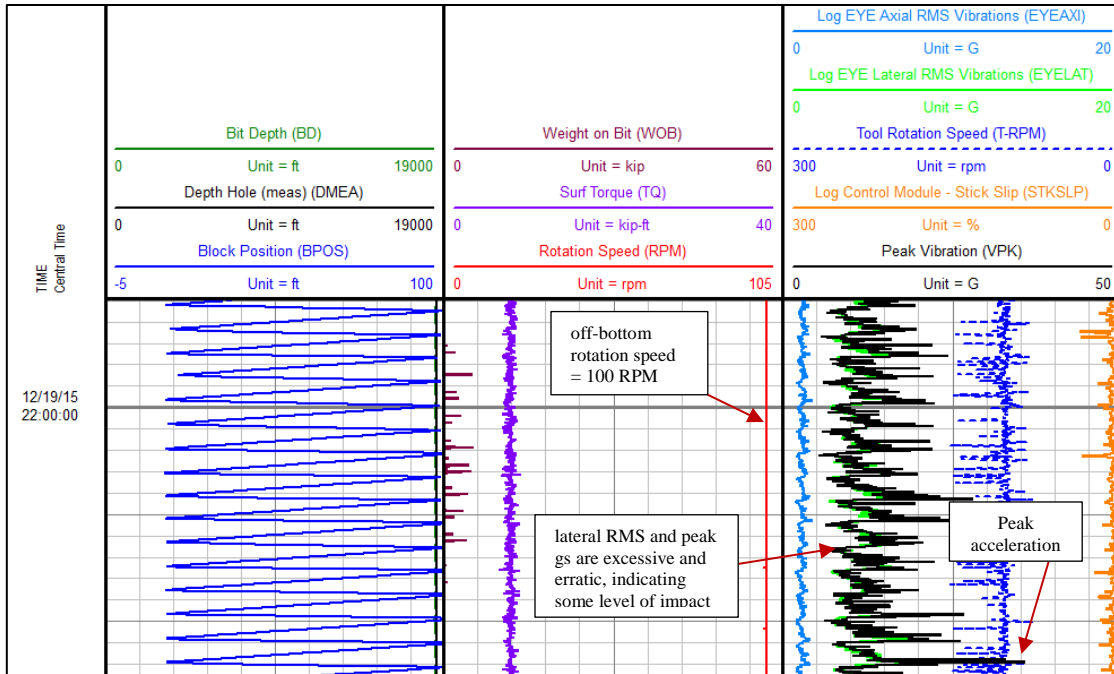 TIME
Central Time
Bit Depth (BD)
0 Unit = ft 19000
Depth Hole (meas) (DMEA)
0 Unit = ft 19000
Block Position (BPOS)
-5 Unit = ft 100
Weight on Bit (WOB)
0 Unit = kip 60
Surf Torque (TQ)
0 Unit = kip-ft 40
Rotation Speed (RPM)
0 Unit = rpm 105
Log EYE Axial RMS Vibrations (EYEAXI)
0 Unit = G 20
Log EYE Lateral RMS Vibrations (EYELAT)
0 Unit = G 20
Tool Rotation Speed (T-RPM)
300 Unit = rpm 0
Log Control Module - Stick Slip (STKSLP)
300 Unit = % 0
Peak Vibration (VPK)
0 Unit = G 50
12/19/15
22:00:00
off-bottom
rotation speed
= 100 RPM
lateral RMS and peak
gs are excessive and
erratic, indicating
some level of impact
Peak
acceleration